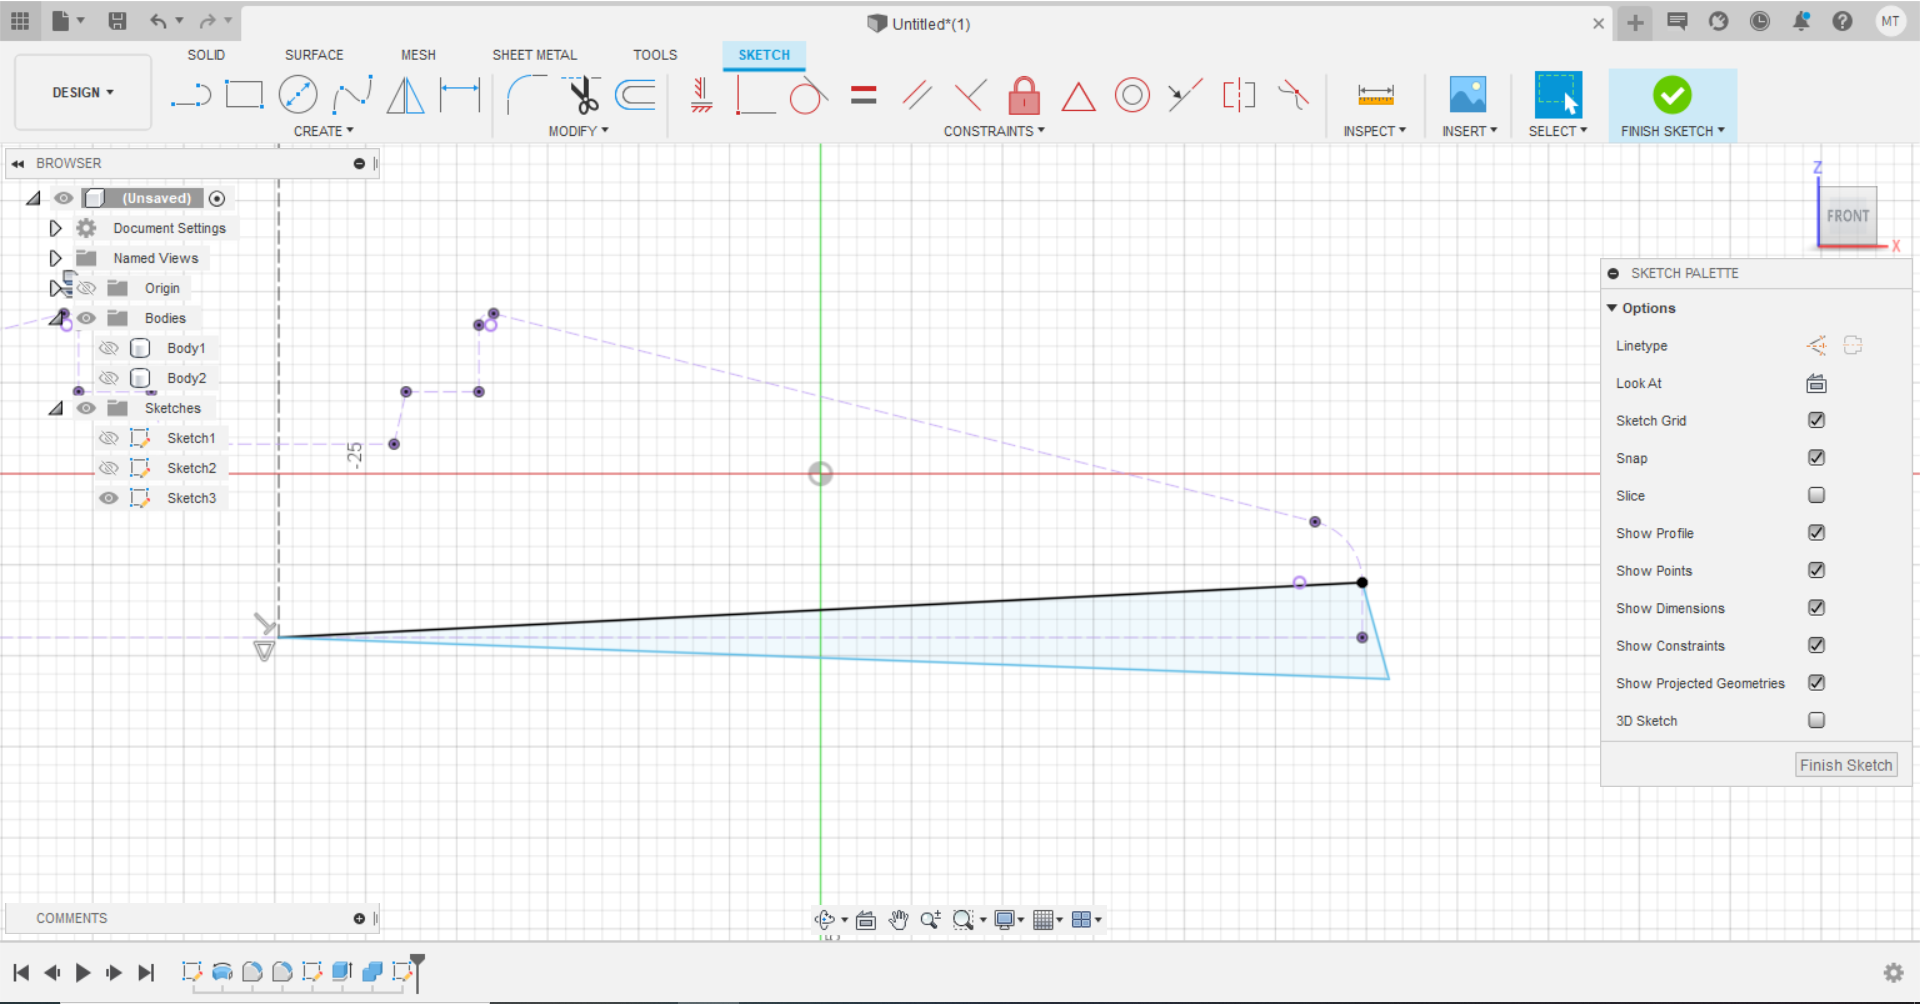 Untitled*(1)
MT
SOLID SURFACE MESH SHEET METAL TOOLS SKETCH
DESIGN
CREATE MODIFY CONSTRAINTS INSPECT INSERT SELECT FINISH SKETCH
BROWSER
(Unsaved)
Document Settings
Named Views
Origin
Bodies
Body1
Body2
Sketches
Sketch1
Sketch2
Sketch3
-25
Z
FRONT
X
SKETCH PALETTE
Options
Linetype
Look At
Sketch Grid
Snap
Slice
Show Profile
Show Points
Show Dimensions
Show Constraints
Show Projected Geometries
3D Sketch
Finish Sketch
COMMENTS